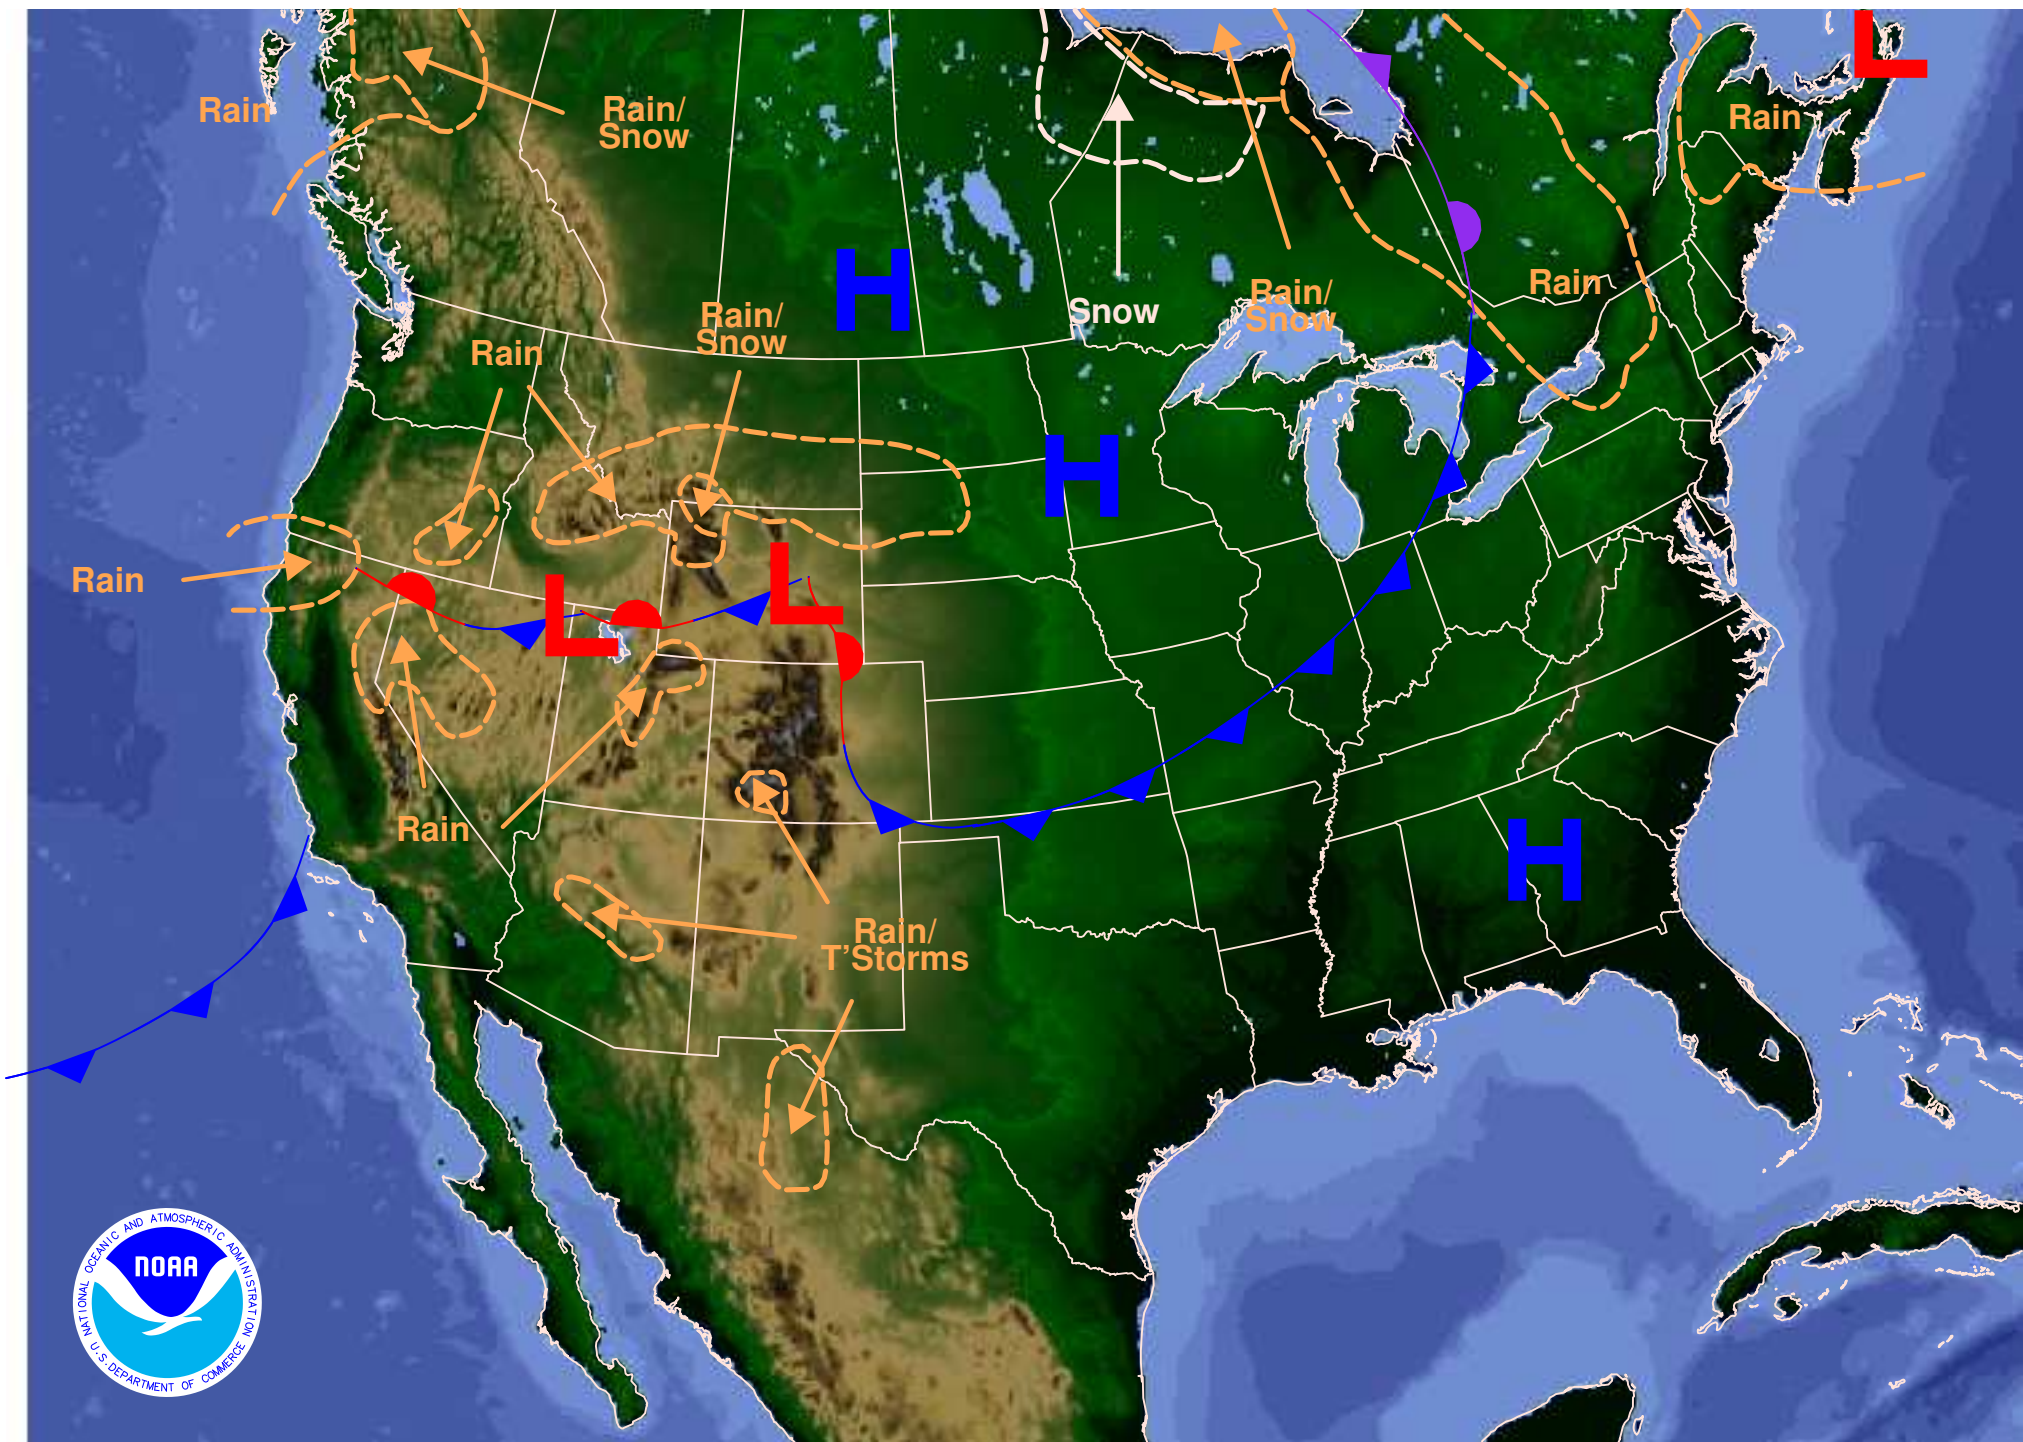 L
Rain
Rain/
Snow
Rain
H
Rain/
Snow
Snow
Rain/
Snow
Rain
Rain
H
Rain
L
L
Rain
H
Rain/
T'Storms
NATIONAL OCEANIC AND ATMOSPHERIC ADMINISTRATION
NOAA
U.S. DEPARTMENT OF COMMERCE